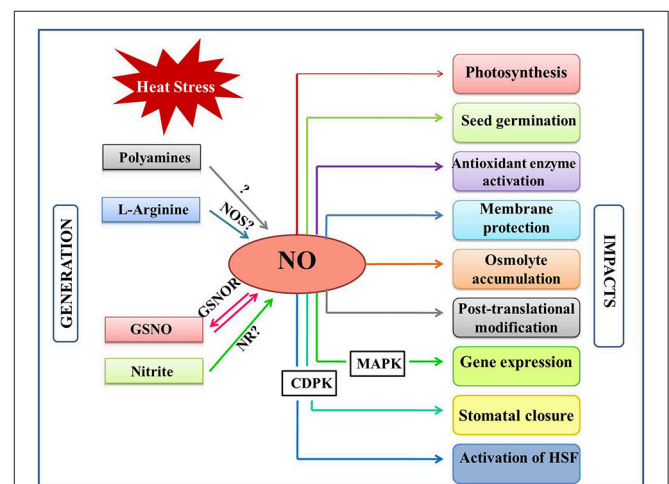 Heat Stress
Polyamines
?
L-Arginine
NOS?
GENERATION
NO
GSNOR
GSNO
NR?
Nitrite
CDPK
MAPK
Photosynthesis
Seed germination
Antioxidant enzyme
activation
Membrane
protection
Osmolyte
accumulation
Post-translational
modification
Gene expression
Stomatal closure
Activation of HSF
IMPACTS